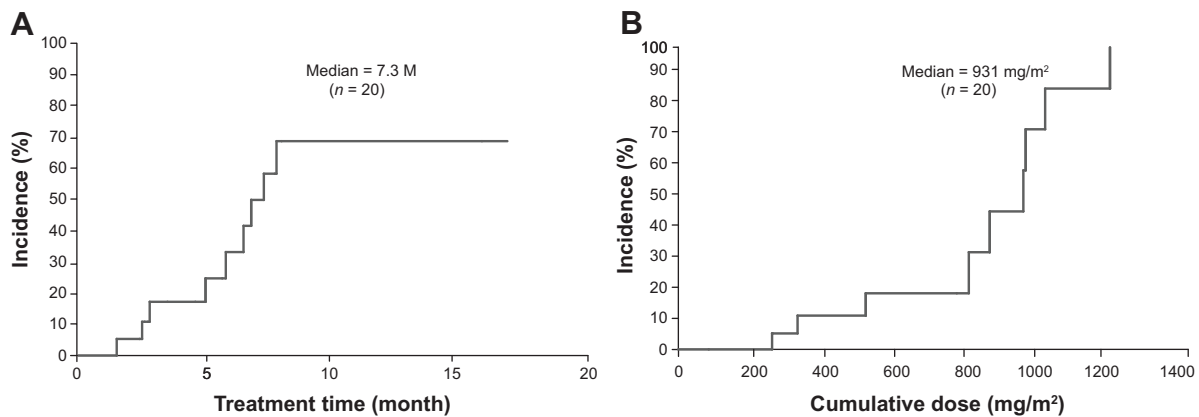 A
100
90
80
70
60
50
40
30
20
10
0
Incidence (%)
Median = 7.3 M
(n = 20)
0 5 10 15 20
Treatment time (month)
B
100
90
80
70
60
50
40
30
20
10
0
Incidence (%)
Median = 931 mg/m²
(n = 20)
0 200 400 600 800 1000 1200 1400
Cumulative dose (mg/m²)